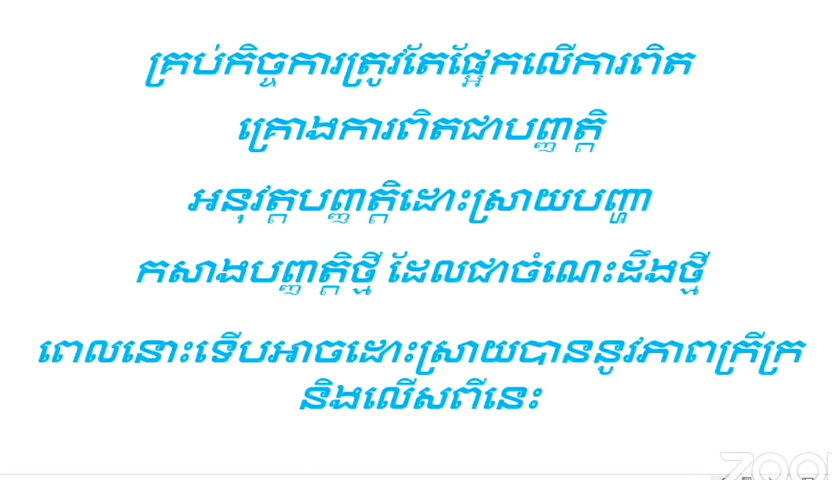 គ្រប់កិច្ចការត្រូវតែផ្អែកលើការពិត
គ្រោងការពិតជាបញ្ញត្តិ
អនុវត្តបញ្ញត្តិដោះស្រាយបញ្ហា
កសាងបញ្ញត្តិថ្មី ដែលជាចំណេះដឹងថ្មី
ពេលនោះទើបអាចដោះស្រាយបាននូវភាពក្រីក្រ
និងលើសពីនេះ
zoom